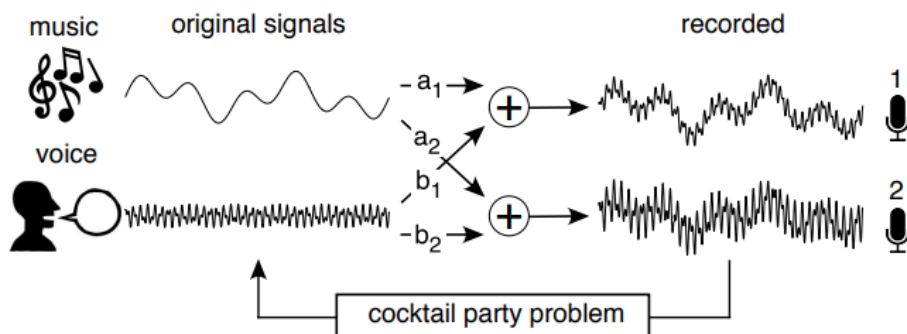 music
original signals
recorded
a1
1
a2
voice
b1
2
b2
cocktail party problem